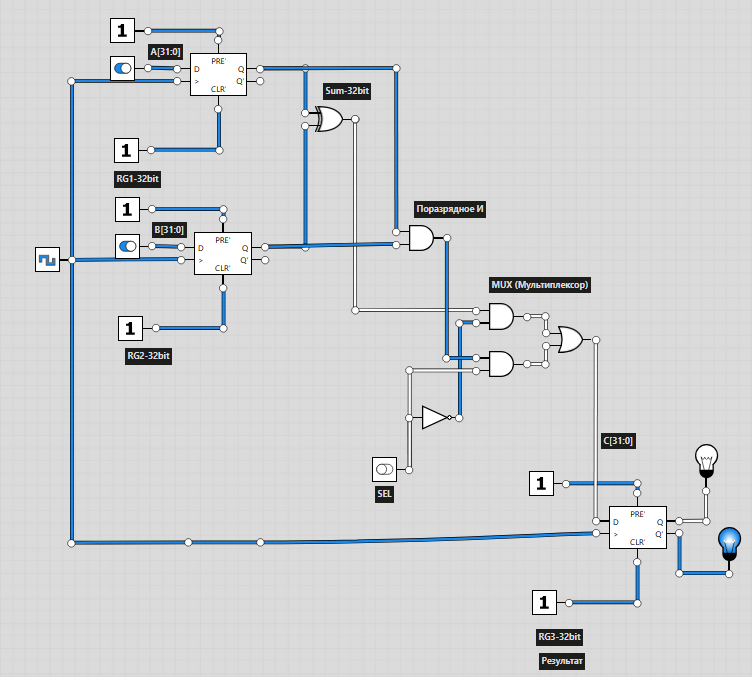 1
A[31:0]
PRE'
D
Q
>
Q'
CLR'
Sum-32bit
1
RG1-32bit
1
Поразрядное И
B[31:0]
PRE'
D
Q
>
Q'
CLR'
MUX (Мультиплексор)
1
RG2-32bit
C[31:0]
SEL
1
PRE'
D
Q
>
Q'
CLR'
1
RG3-32bit
Результат